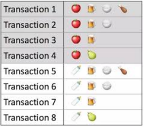 Transaction 1
Transaction 2
Transaction 3
Transaction 4
Transaction 5
Transaction 6
Transaction 7
Transaction 8